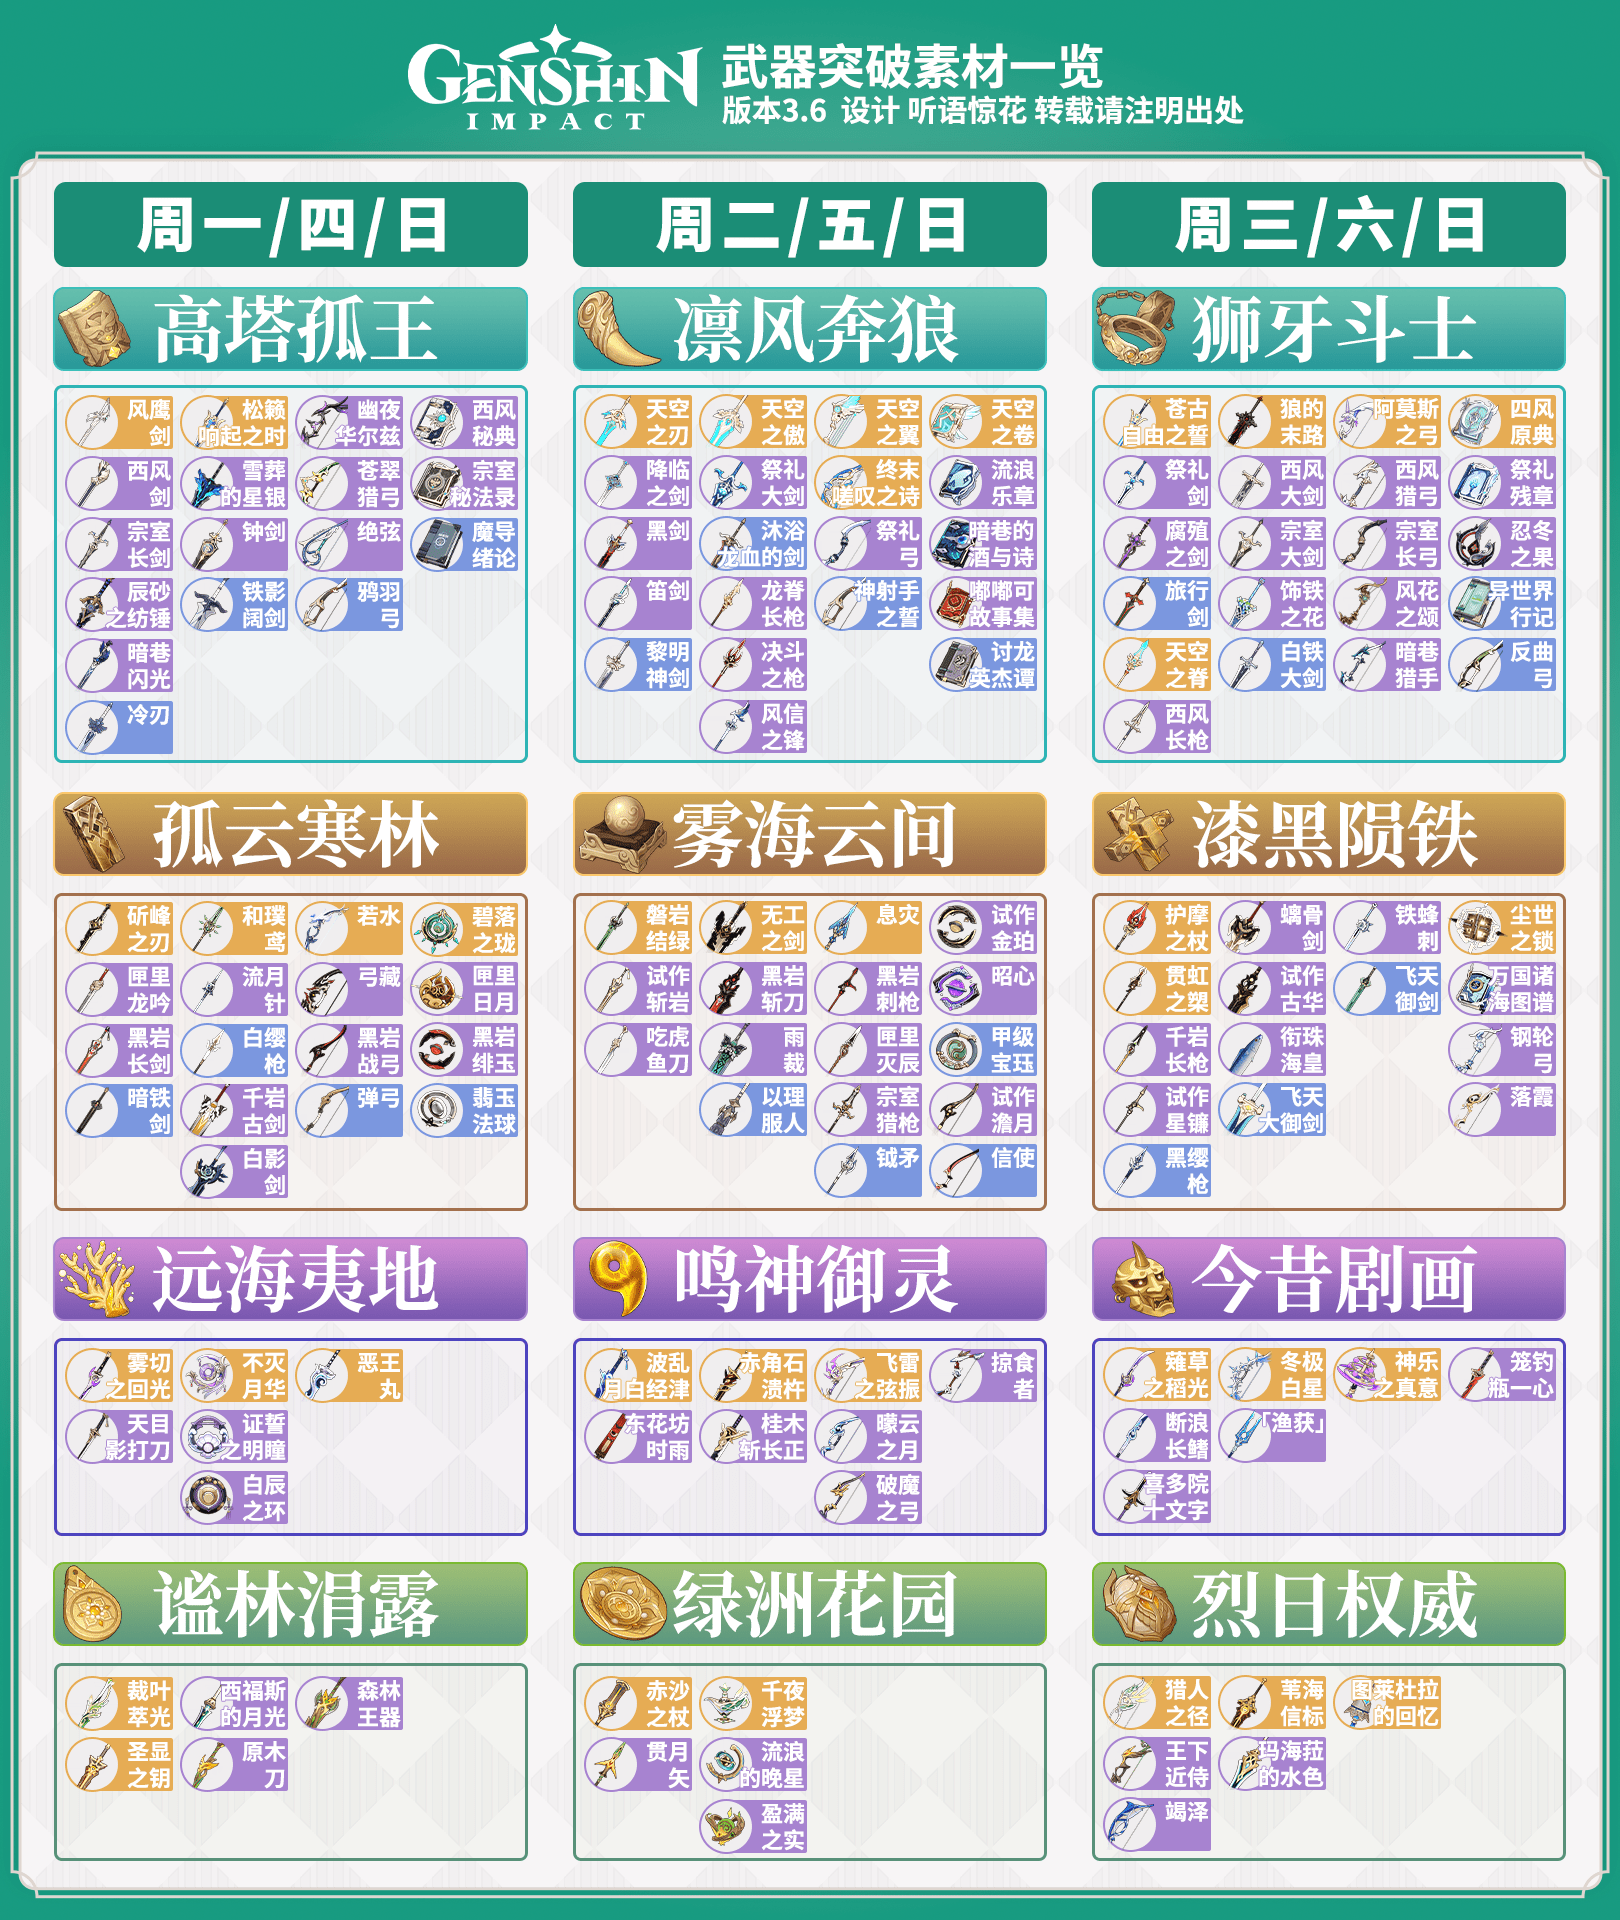 GENSHIN
IMPACT
武器突破素材一览
版本3.6 设计 听语惊花 转载请注明出处
周一/四/日
周二/五/日
周三/六/日
高塔孤王
风鹰
剑
松籁
响起之时
幽夜
华尔兹
西风
秘典
西风
剑
雪葬
的星银
苍翠
猎弓
宗室
秘法录
宗室
长剑
钟剑
绝弦
魔导
绪论
辰砂
之纺锤
铁影
阔剑
鸦羽
弓
暗巷
闪光
冷刃
凛风奔狼
天空
之刃
天空
之傲
天空
之翼
天空
之卷
降临
之剑
祭礼
大剑
终末
嗟叹之诗
流浪
乐章
黑剑
沐浴
龙血的剑
祭礼
弓
暗巷的
酒与诗
笛剑
龙脊
长枪
神射手
之誓
嘟嘟可
故事集
黎明
神剑
决斗
之枪
讨龙
英杰谭
风信
之锋
狮牙斗士
苍古
自由之誓
狼的
末路
阿莫斯
之弓
四风
原典
祭礼
剑
西风
大剑
西风
猎弓
祭礼
残章
腐殖
之剑
宗室
大剑
宗室
长弓
忍冬
之果
旅行
剑
饰铁
之花
风花
之颂
异世界
行记
天空
之脊
白铁
大剑
暗巷
猎手
反曲
弓
西风
长枪
孤云寒林
斫峰
之刃
和璞
鸢
若水
碧落
之珑
匣里
龙吟
流月
针
弓藏
匣里
日月
黑岩
长剑
白缨
枪
黑岩
战弓
黑岩
绯玉
暗铁
剑
千岩
古剑
弹弓
翡玉
法球
白影
剑
雾海云间
磐岩
结绿
无工
之剑
息灾
试作
金珀
试作
斩岩
黑岩
斩刀
黑岩
刺枪
昭心
吃虎
鱼刀
雨
裁
匣里
灭辰
甲级
宝珏
以理
服人
宗室
猎枪
试作
澹月
钺矛
信使
漆黑陨铁
护摩
之杖
螭骨
剑
铁蜂
刺
尘世
之锁
贯虹
之槊
试作
古华
飞天
御剑
万国诸
海图谱
千岩
长枪
衔珠
海皇
钢轮
弓
试作
星镰
飞天
大御剑
落霞
黑缨
枪
远海夷地
雾切
之回光
不灭
月华
恶王
丸
天目
影打刀
证誓
之明瞳
白辰
之环
鸣神御灵
波乱
月白经津
赤角石
溃杵
飞雷
之弦振
掠食
者
东花坊
时雨
桂木
斩长正
曚云
之月
破魔
之弓
今昔剧画
薙草
之稻光
冬极
白星
神乐
之真意
笼钓
瓶一心
断浪
长鳍
「渔获」
喜多院
十文字
谧林涓露
裁叶
萃光
西福斯
的月光
森林
王器
圣显
之钥
原木
刀
绿洲花园
赤沙
之杖
千夜
浮梦
贯月
矢
流浪
的晚星
盈满
之实
烈日权威
猎人
之径
苇海
信标
图莱杜拉
的回忆
王下
近侍
玛海菈
的水色
竭泽